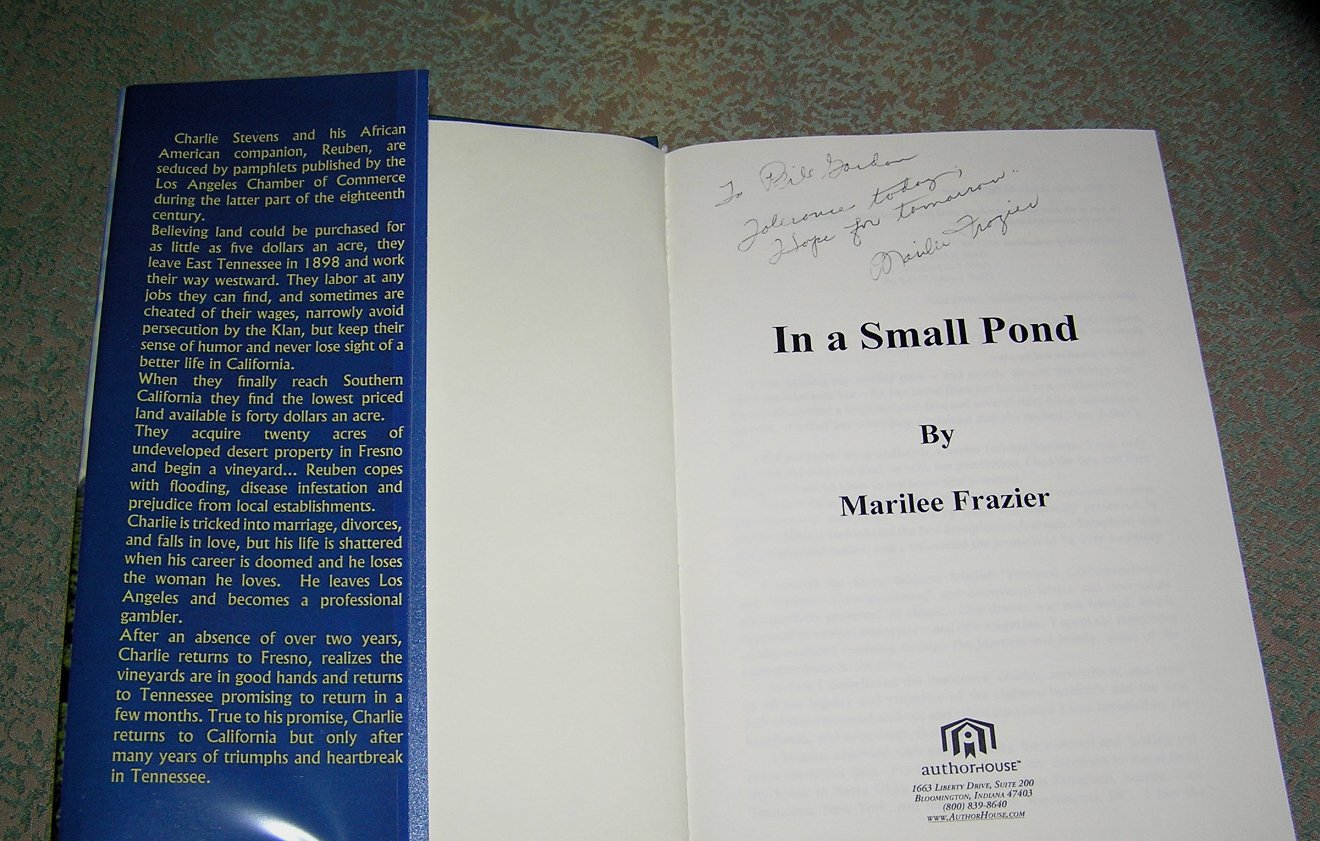 Charlie Stevens and his African
American companion, Reuben, are
seduced by pamphlets published by the
Los Angeles Chamber of Commerce
during the latter part of the eighteenth
century.
Believing land could be purchased for
as little as five dollars an acre, they
leave East Tennessee in 1898 and work
their way westward. They labor at any
jobs they can find, and sometimes are
cheated of their wages, narrowly avoid
persecution by the Klan, but keep their
sense of humor and never lose sight of a
better life in California.
When they finally reach Southern
California they find the lowest priced
land available is forty dollars an acre.
They acquire twenty acres of
undeveloped desert property in Fresno
and begin a vineyard... Reuben copes
with flooding, disease infestation and
prejudice from local establishments.
Charlie is tricked into marriage, divorces,
and falls in love, but his life is shattered
when his career is doomed and he loses
the woman he loves. He leaves Los
Angeles and becomes a professional
gambler.
After an absence of over two years,
Charlie returns to Fresno, realizes the
vineyards are in good hands and returns
to Tennessee promising to return in a
few months. True to his promise, Charlie
returns to California but only after
many years of triumphs and heartbreak
in Tennessee.
To Bill Gordon
Tolerance today,
Hope for tomorrow..
Marilee Frazier
In a Small Pond
By
Marilee Frazier
authorHOUSE™
1663 Liberty Drive, Suite 200
Bloomington, Indiana 47403
(800) 839-8640
www.AuthorHouse.com